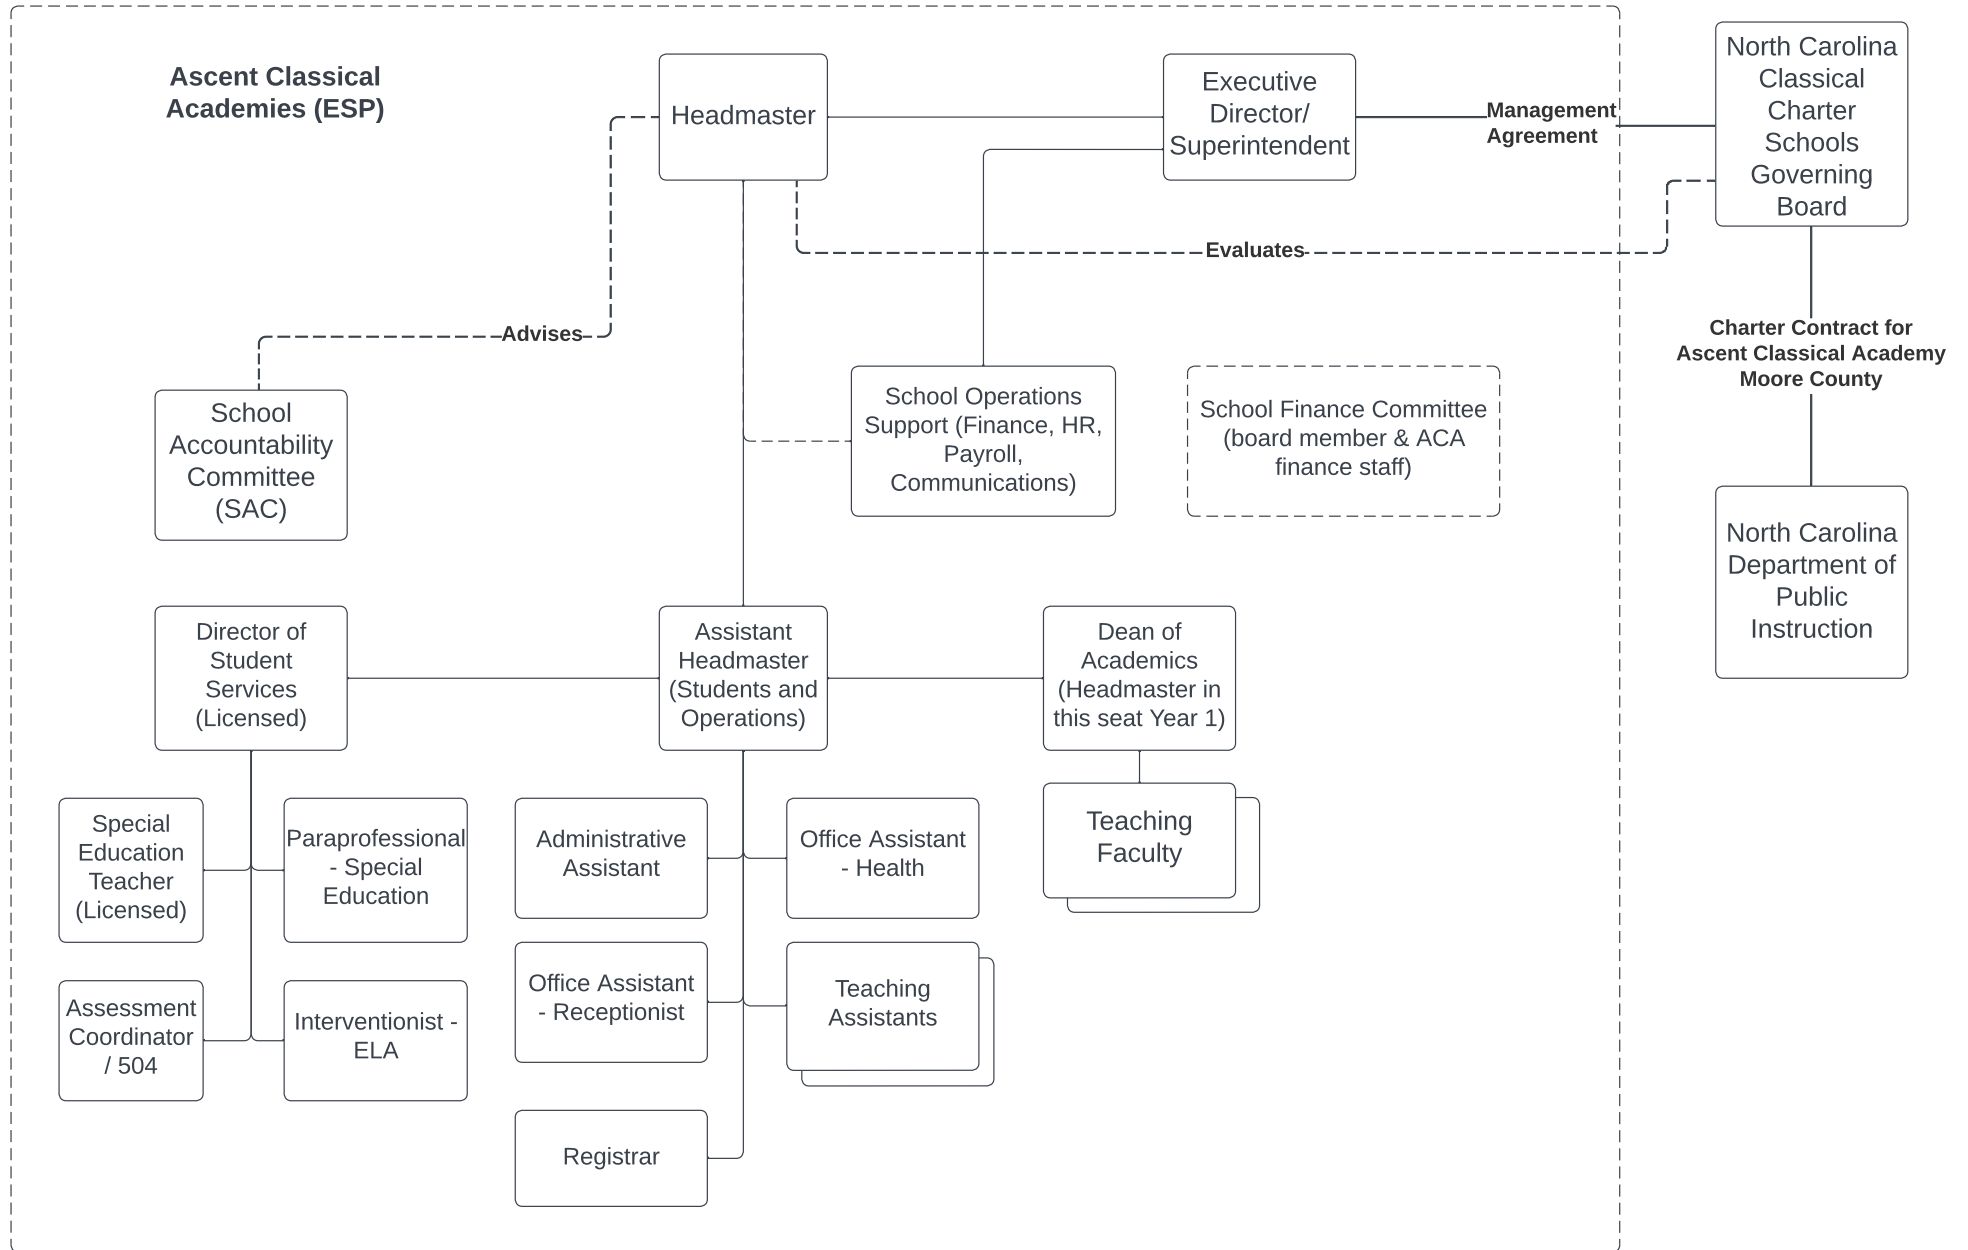 Ascent Classical
Academies (ESP)
Headmaster
Executive
Director/
Superintendent
Management
Agreement
North Carolina
Classical
Charter
Schools
Governing
Board
Evaluates
Advises
Charter Contract for
Ascent Classical Academy
Moore County
School
Accountability
Committee
(SAC)
School Operations
Support (Finance, HR,
Payroll,
Communications)
School Finance Committee
(board member & ACA
finance staff)
North Carolina
Department of
Public
Instruction
Director of
Student
Services
(Licensed)
Assistant
Headmaster
(Students and
Operations)
Dean of
Academics
(Headmaster in
this seat Year 1)
Special
Education
Teacher
(Licensed)
Paraprofessional
- Special
Education
Administrative
Assistant
Office Assistant
- Health
Teaching
Faculty
Assessment
Coordinator
/ 504
Interventionist -
ELA
Office Assistant
- Receptionist
Teaching
Assistants
Registrar